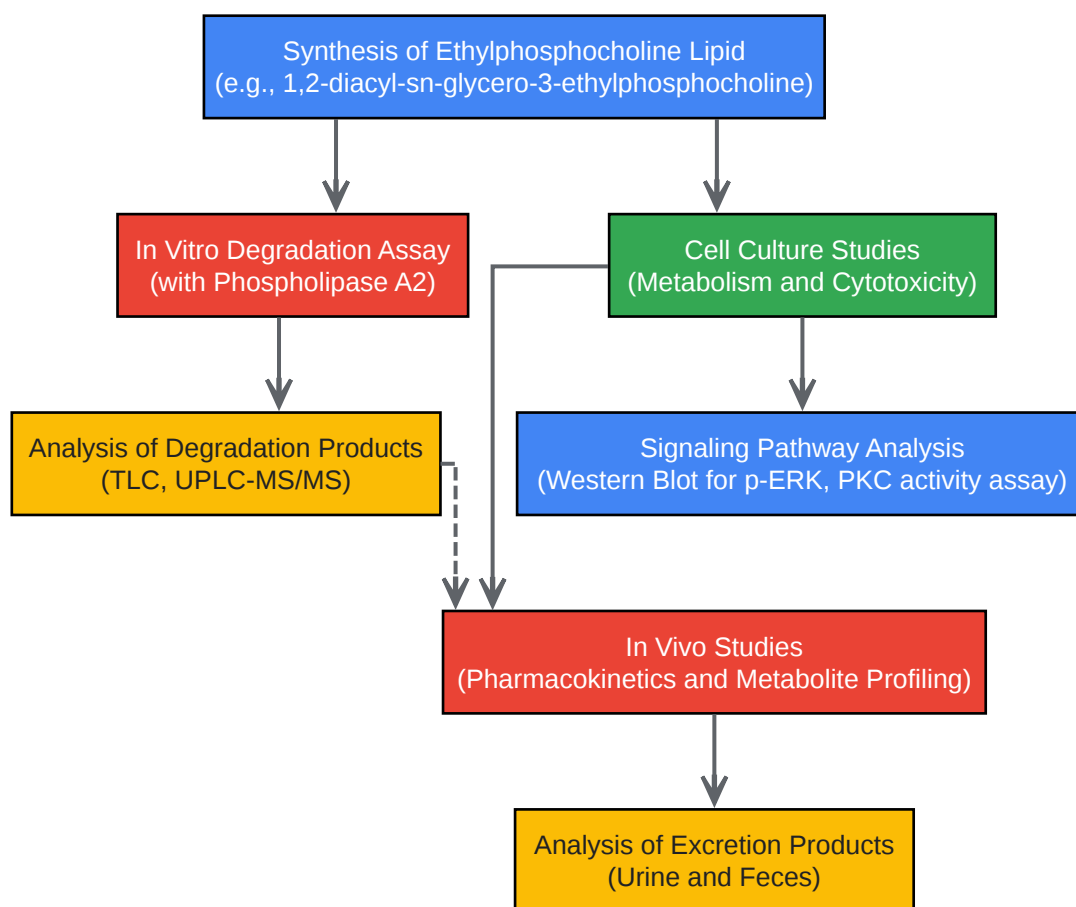 Synthesis of Ethylphosphocholine Lipid
(e.g., 1,2-diacyl-sn-glycero-3-ethylphosphocholine)
In Vitro Degradation Assay
(with Phospholipase A2)
Cell Culture Studies
(Metabolism and Cytotoxicity)
Analysis of Degradation Products
(TLC, UPLC-MS/MS)
Signaling Pathway Analysis
(Western Blot for p-ERK, PKC activity assay)
In Vivo Studies
(Pharmacokinetics and Metabolite Profiling)
Analysis of Excretion Products
(Urine and Feces)